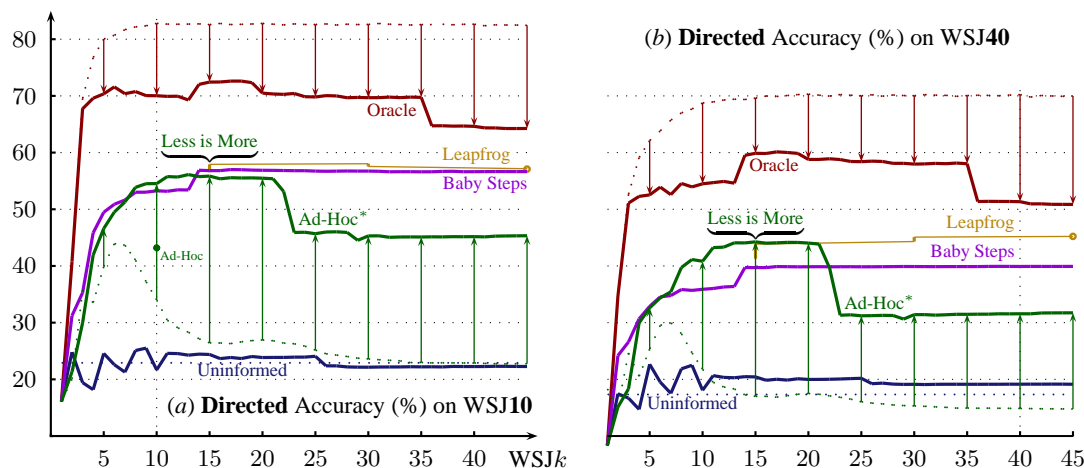 80
70
60
50
40
30
20
5 10 15 20 25 30 35 40 WSJk
Oracle
Less is More
Leapfrog
Baby Steps
Ad-Hoc*
Ad-Hoc
Uninformed
(a) Directed Accuracy (%) on WSJ10
(b) Directed Accuracy (%) on WSJ40
Oracle
Less is More
Leapfrog
Baby Steps
Ad-Hoc*
Uninformed
5 10 15 20 25 30 35 40 45